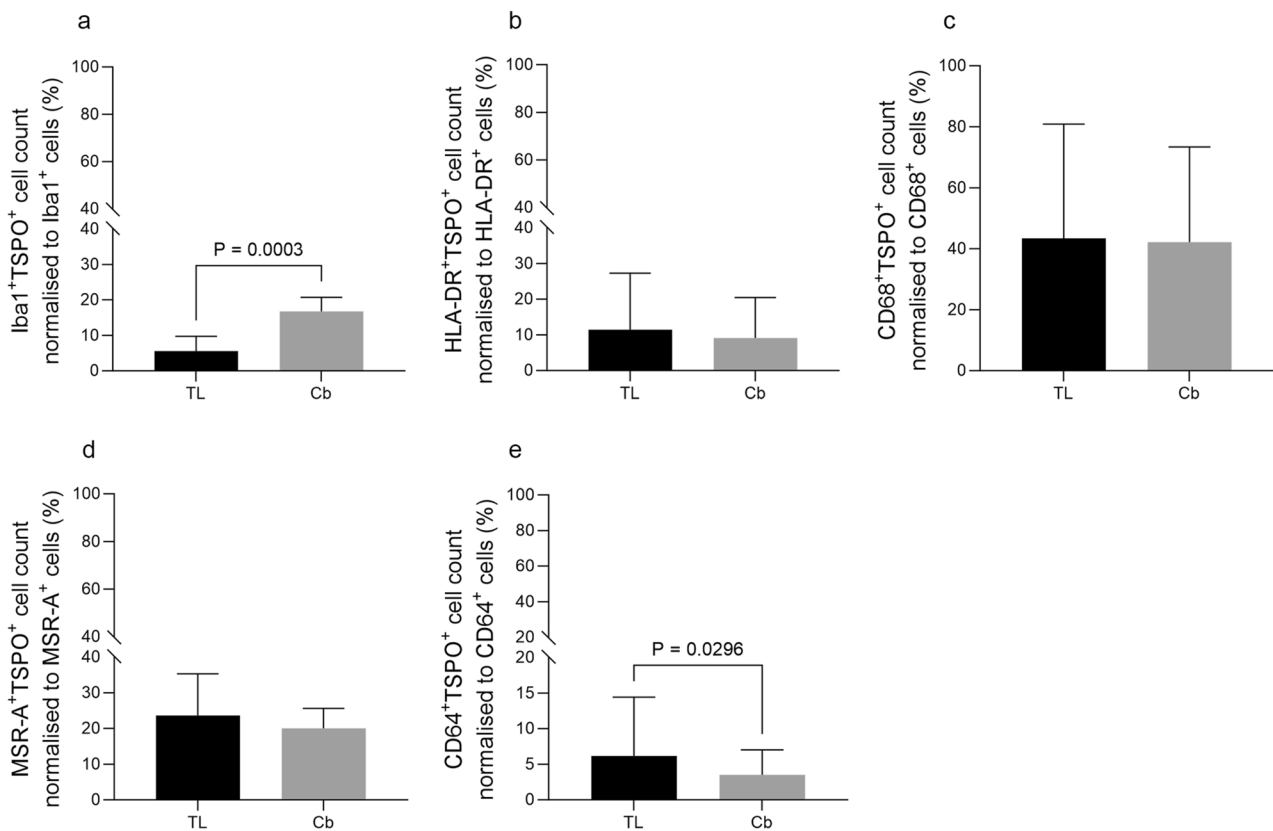 a
Iba1⁺TSPO⁺ cell count
normalised to Iba1⁺ cells (%)
100
80
60
40
40
30
20
10
0
P = 0.0003
TL
Cb
b
HLA-DR⁺TSPO⁺ cell count
normalised to HLA-DR⁺ cells (%)
100
80
60
40
40
30
20
10
0
TL
Cb
c
CD68⁺TSPO⁺ cell count
normalised to CD68⁺ cells (%)
100
80
60
40
20
0
TL
Cb
d
MSR-A⁺TSPO⁺ cell count
normalised to MSR-A⁺ cells (%)
100
80
60
40
40
30
20
10
0
TL
Cb
e
CD64⁺TSPO⁺ cell count
normalised to CD64⁺ cells (%)
100
80
60
40
20
20
15
10
5
0
P = 0.0296
TL
Cb